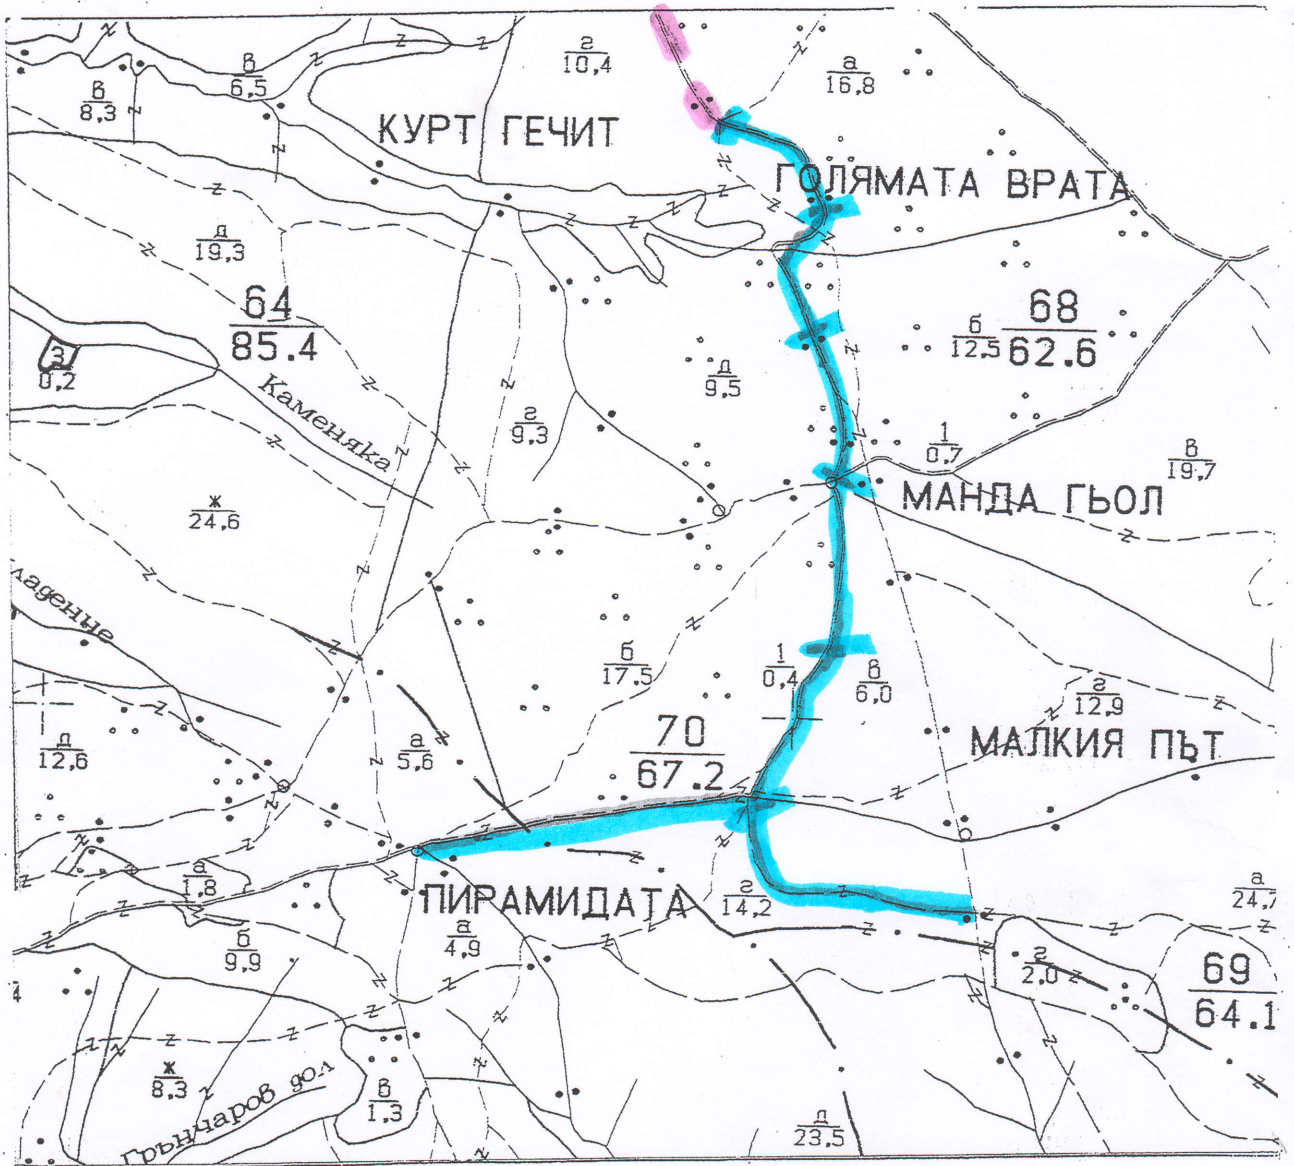 г
10,4
а
16,8
в
6,5
в
8,3
КУРТ ГЕЧИТ
ГОЛЯМАТА ВРАТА
д
19,3
64
85.4
68
62.6
б
12,5
З
0,2
д
9,5
Каменяка
г
9,3
1
0,7
в
19,7
МАНДА ГЬОЛ
ж
24,6
ладение
б
17,5
1
0,4
в
6,0
г
12,9
70
67.2
МАЛКИЯ ПЬТ
д
12,6
а
5,6
а
1,8
ПИРАМИДАТА
г
14,2
а
24,7
б
9,9
а
4,9
г
2,0
69
64.1
4
ж
8,3
Грънчаров дол
в
1,3
д
23,5